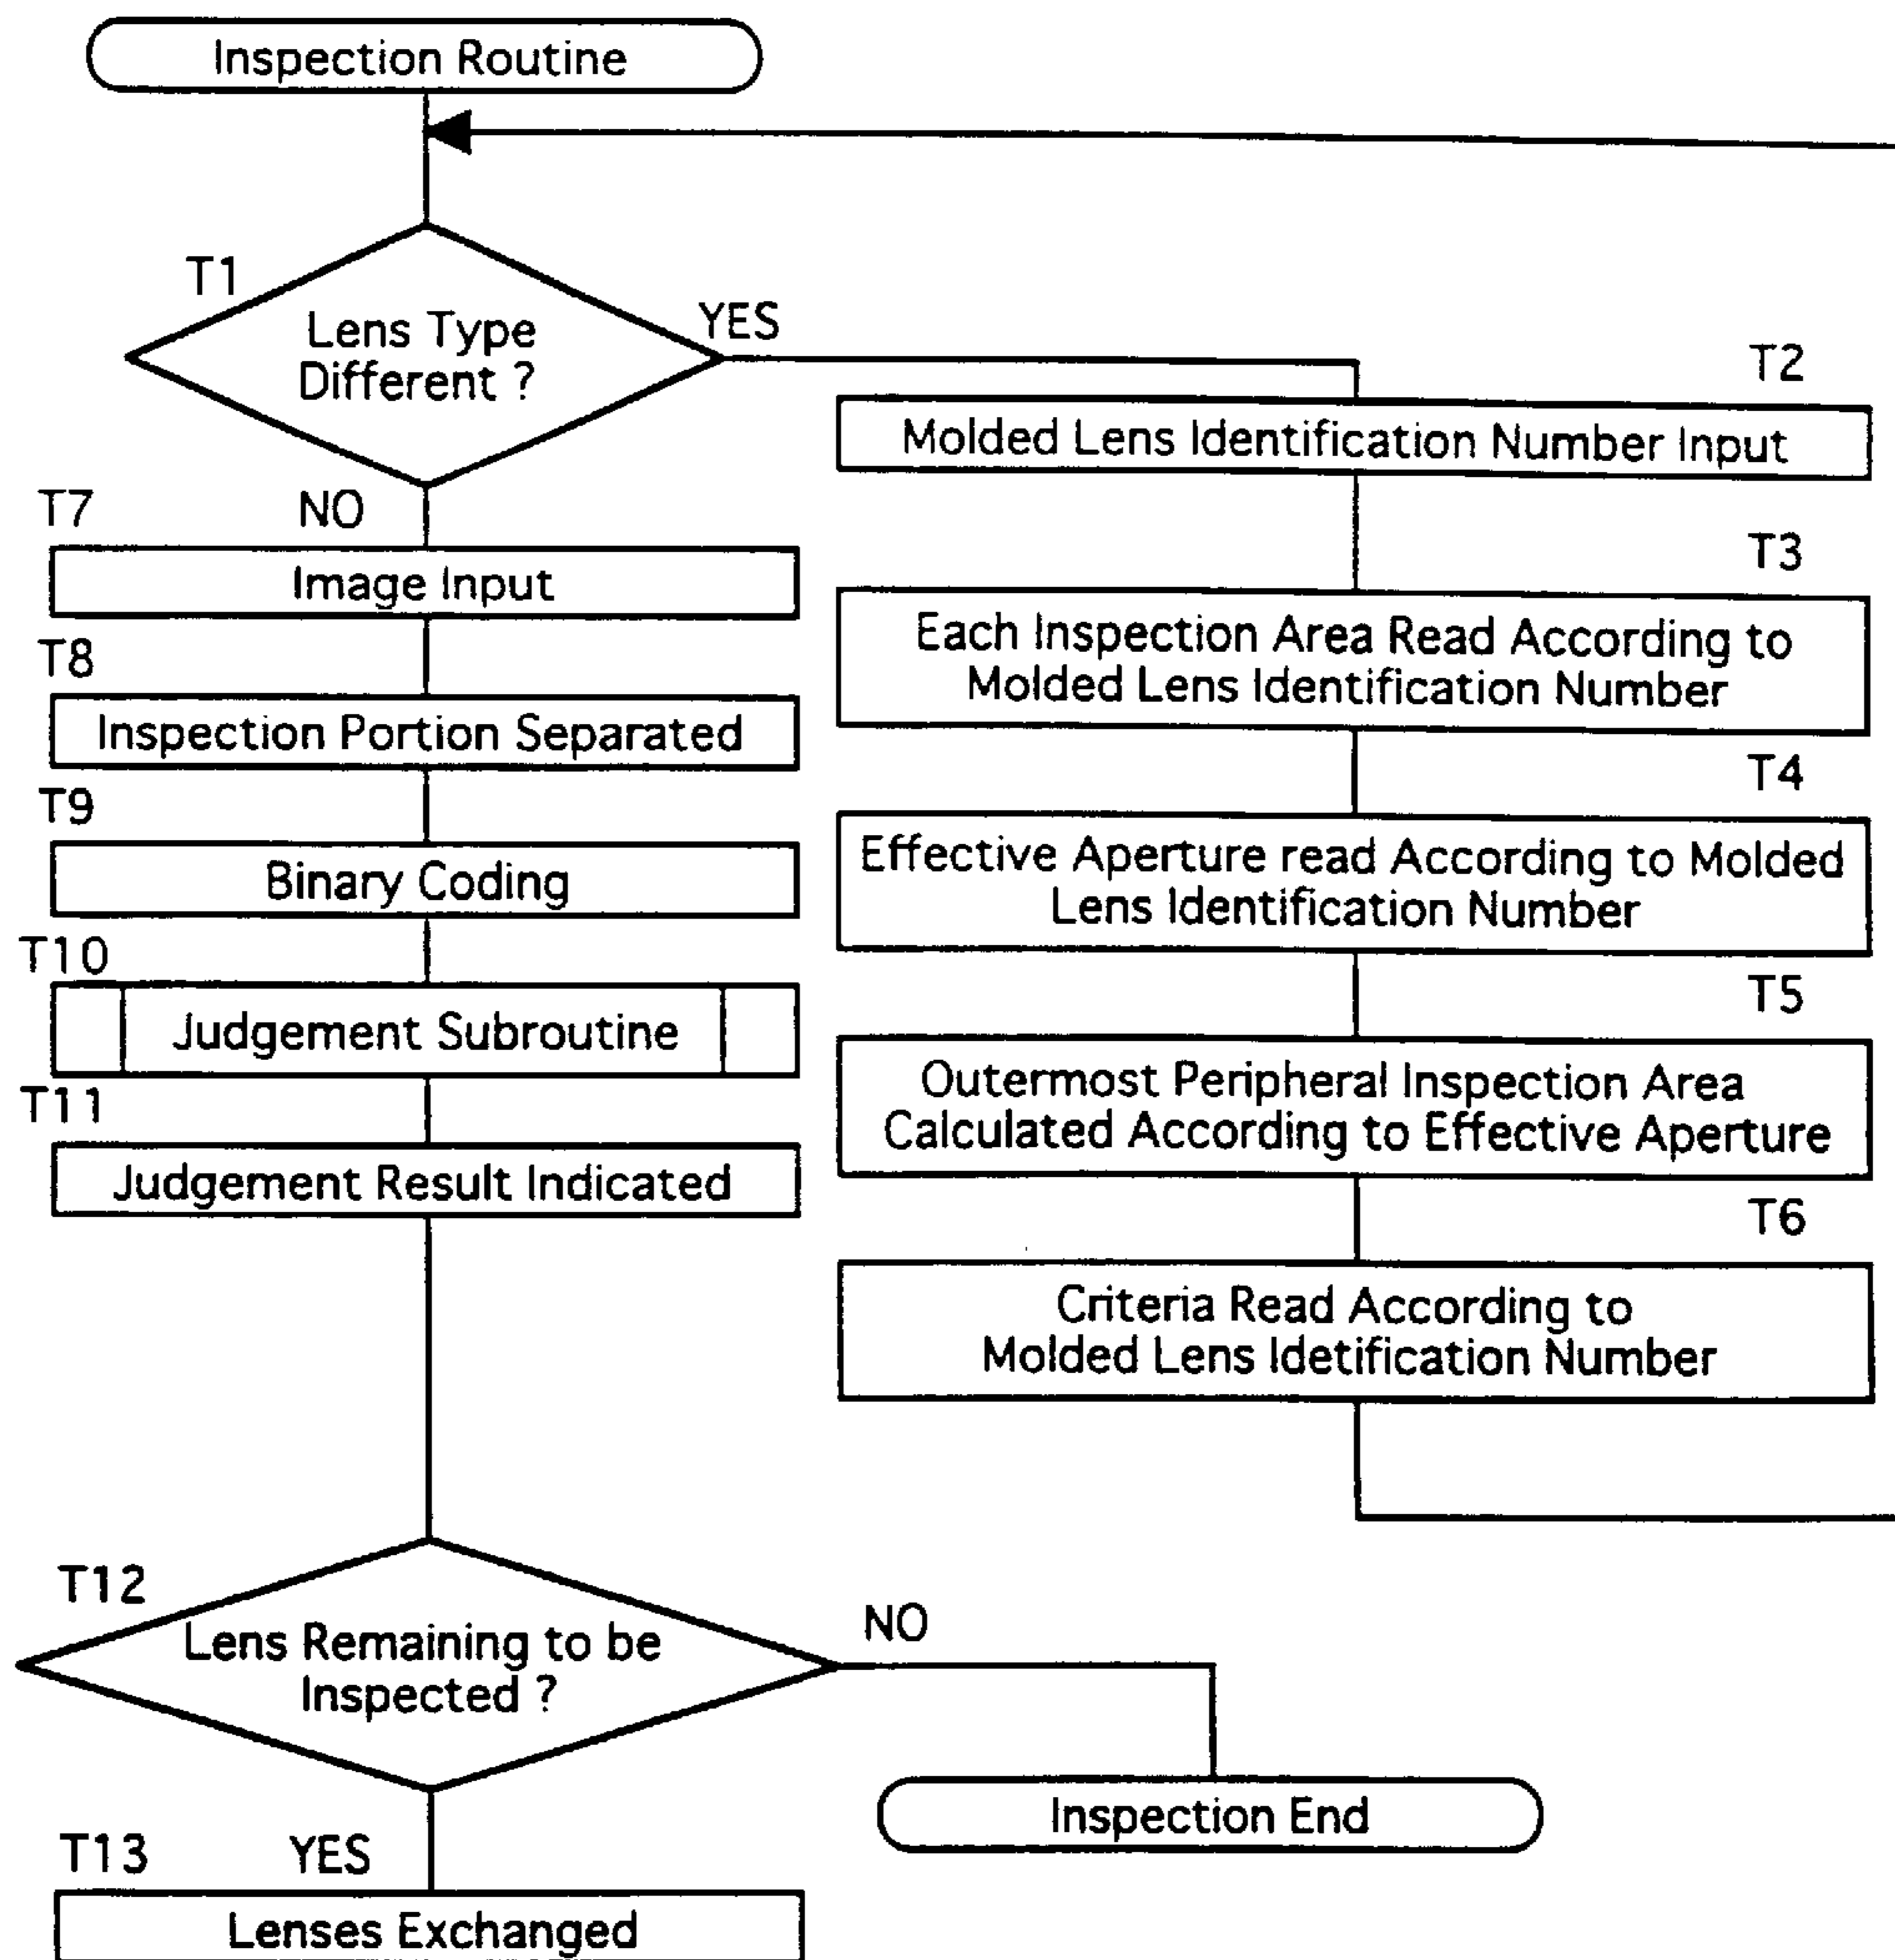 Inspection Routine
T1
Lens Type
Different ?
YES
NO
T2
Molded Lens Identification Number Input
T3
Each Inspection Area Read According to
Molded Lens Identification Number
T4
Effective Aperture read According to Molded
Lens Identification Number
T5
Outermost Peripheral Inspection Area
Calculated According to Effective Aperture
T6
Criteria Read According to
Molded Lens Idetification Number
T7
Image Input
T8
Inspection Portion Separated
T9
Binary Coding
T10
Judgement Subroutine
T11
Judgement Result Indicated
T12
Lens Remaining to be
Inspected ?
NO
Inspection End
T13
YES
Lenses Exchanged